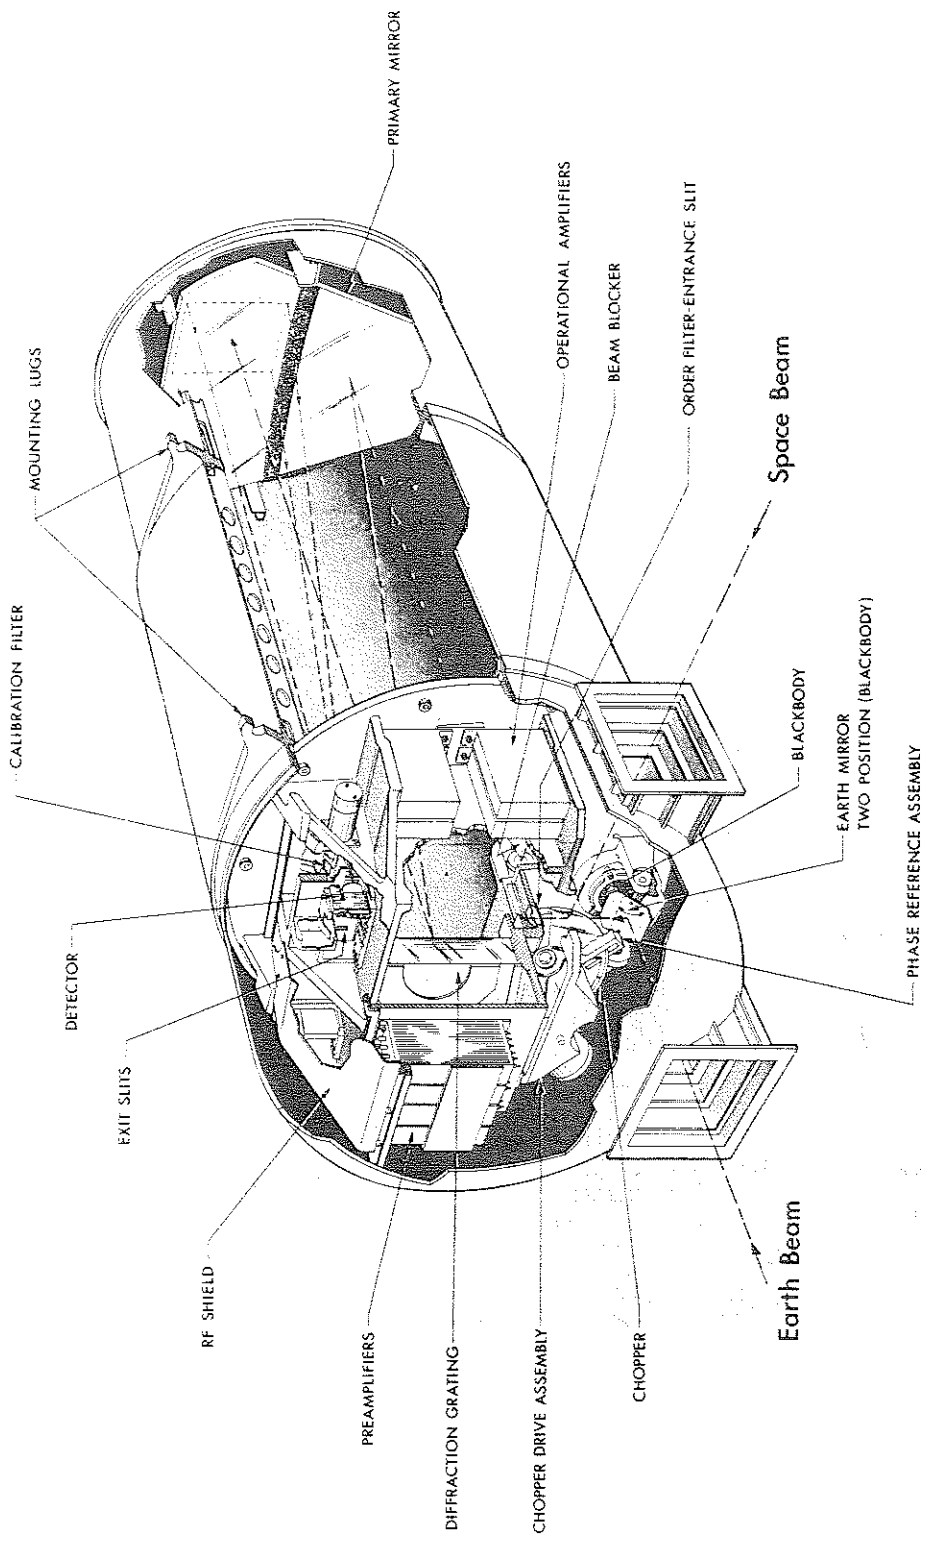 CALIBRATION FILTER
MOUNTING LUGS
PRIMARY MIRROR
DETECTOR
EXIT SLITS
RF SHIELD
PREAMPLIFIERS
DIFFRACTION GRATING
CHOPPER DRIVE ASSEMBLY
CHOPPER
Earth Beam
OPERATIONAL AMPLIFIERS
BEAM BLOCKER
ORDER FILTER-ENTRANCE SLIT
Space Beam
BLACKBODY
EARTH MIRROR
TWO POSITION (BLACKBODY)
PHASE REFERENCE ASSEMBLY